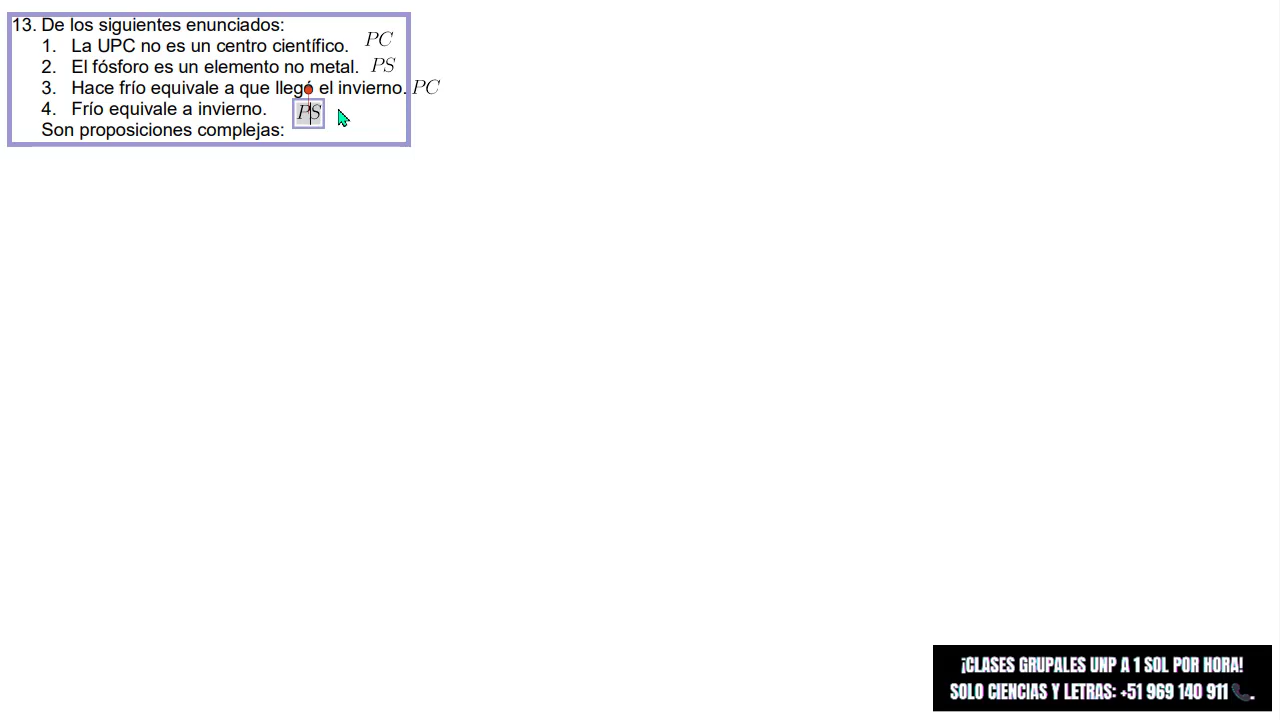 13. De los siguientes enunciados:
1. La UPC no es un centro científico. PC
2. El fósforo es un elemento no metal. PS
3. Hace frío equivale a que llegó el invierno. PC
4. Frío equivale a invierno. PS
Son proposiciones complejas:
¡CLASES GRUPALES UNP A 1 SOL POR HORA!
SOLO CIENCIAS Y LETRAS: +51 969 140 911 📞.